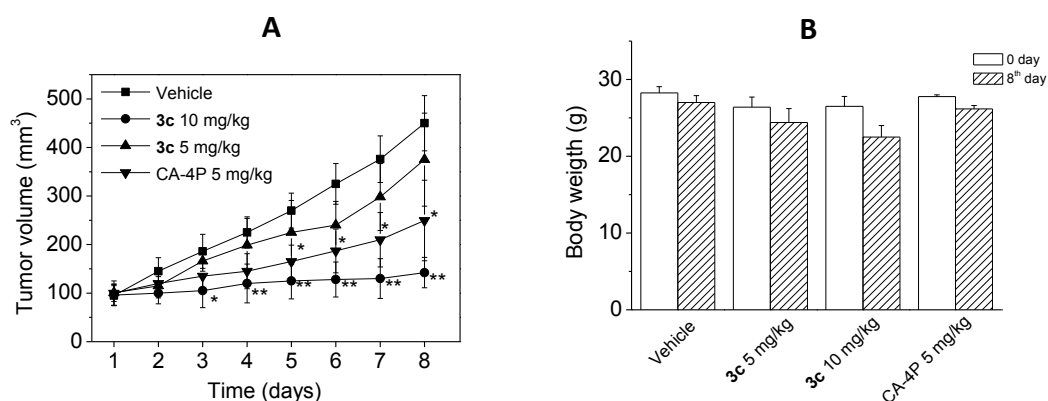 A
Tumor volume (mm³)
500
400
300
200
100
0
Vehicle
3c 10 mg/kg
3c 5 mg/kg
CA-4P 5 mg/kg
*
**
*
**
*
**
*
**
*
**
1 2 3 4 5 6 7 8
Time (days)
B
Body weigth (g)
30
20
10
0
0 day
8th day
Vehicle
3c 5 mg/kg
3c 10 mg/kg
CA-4P 5 mg/kg